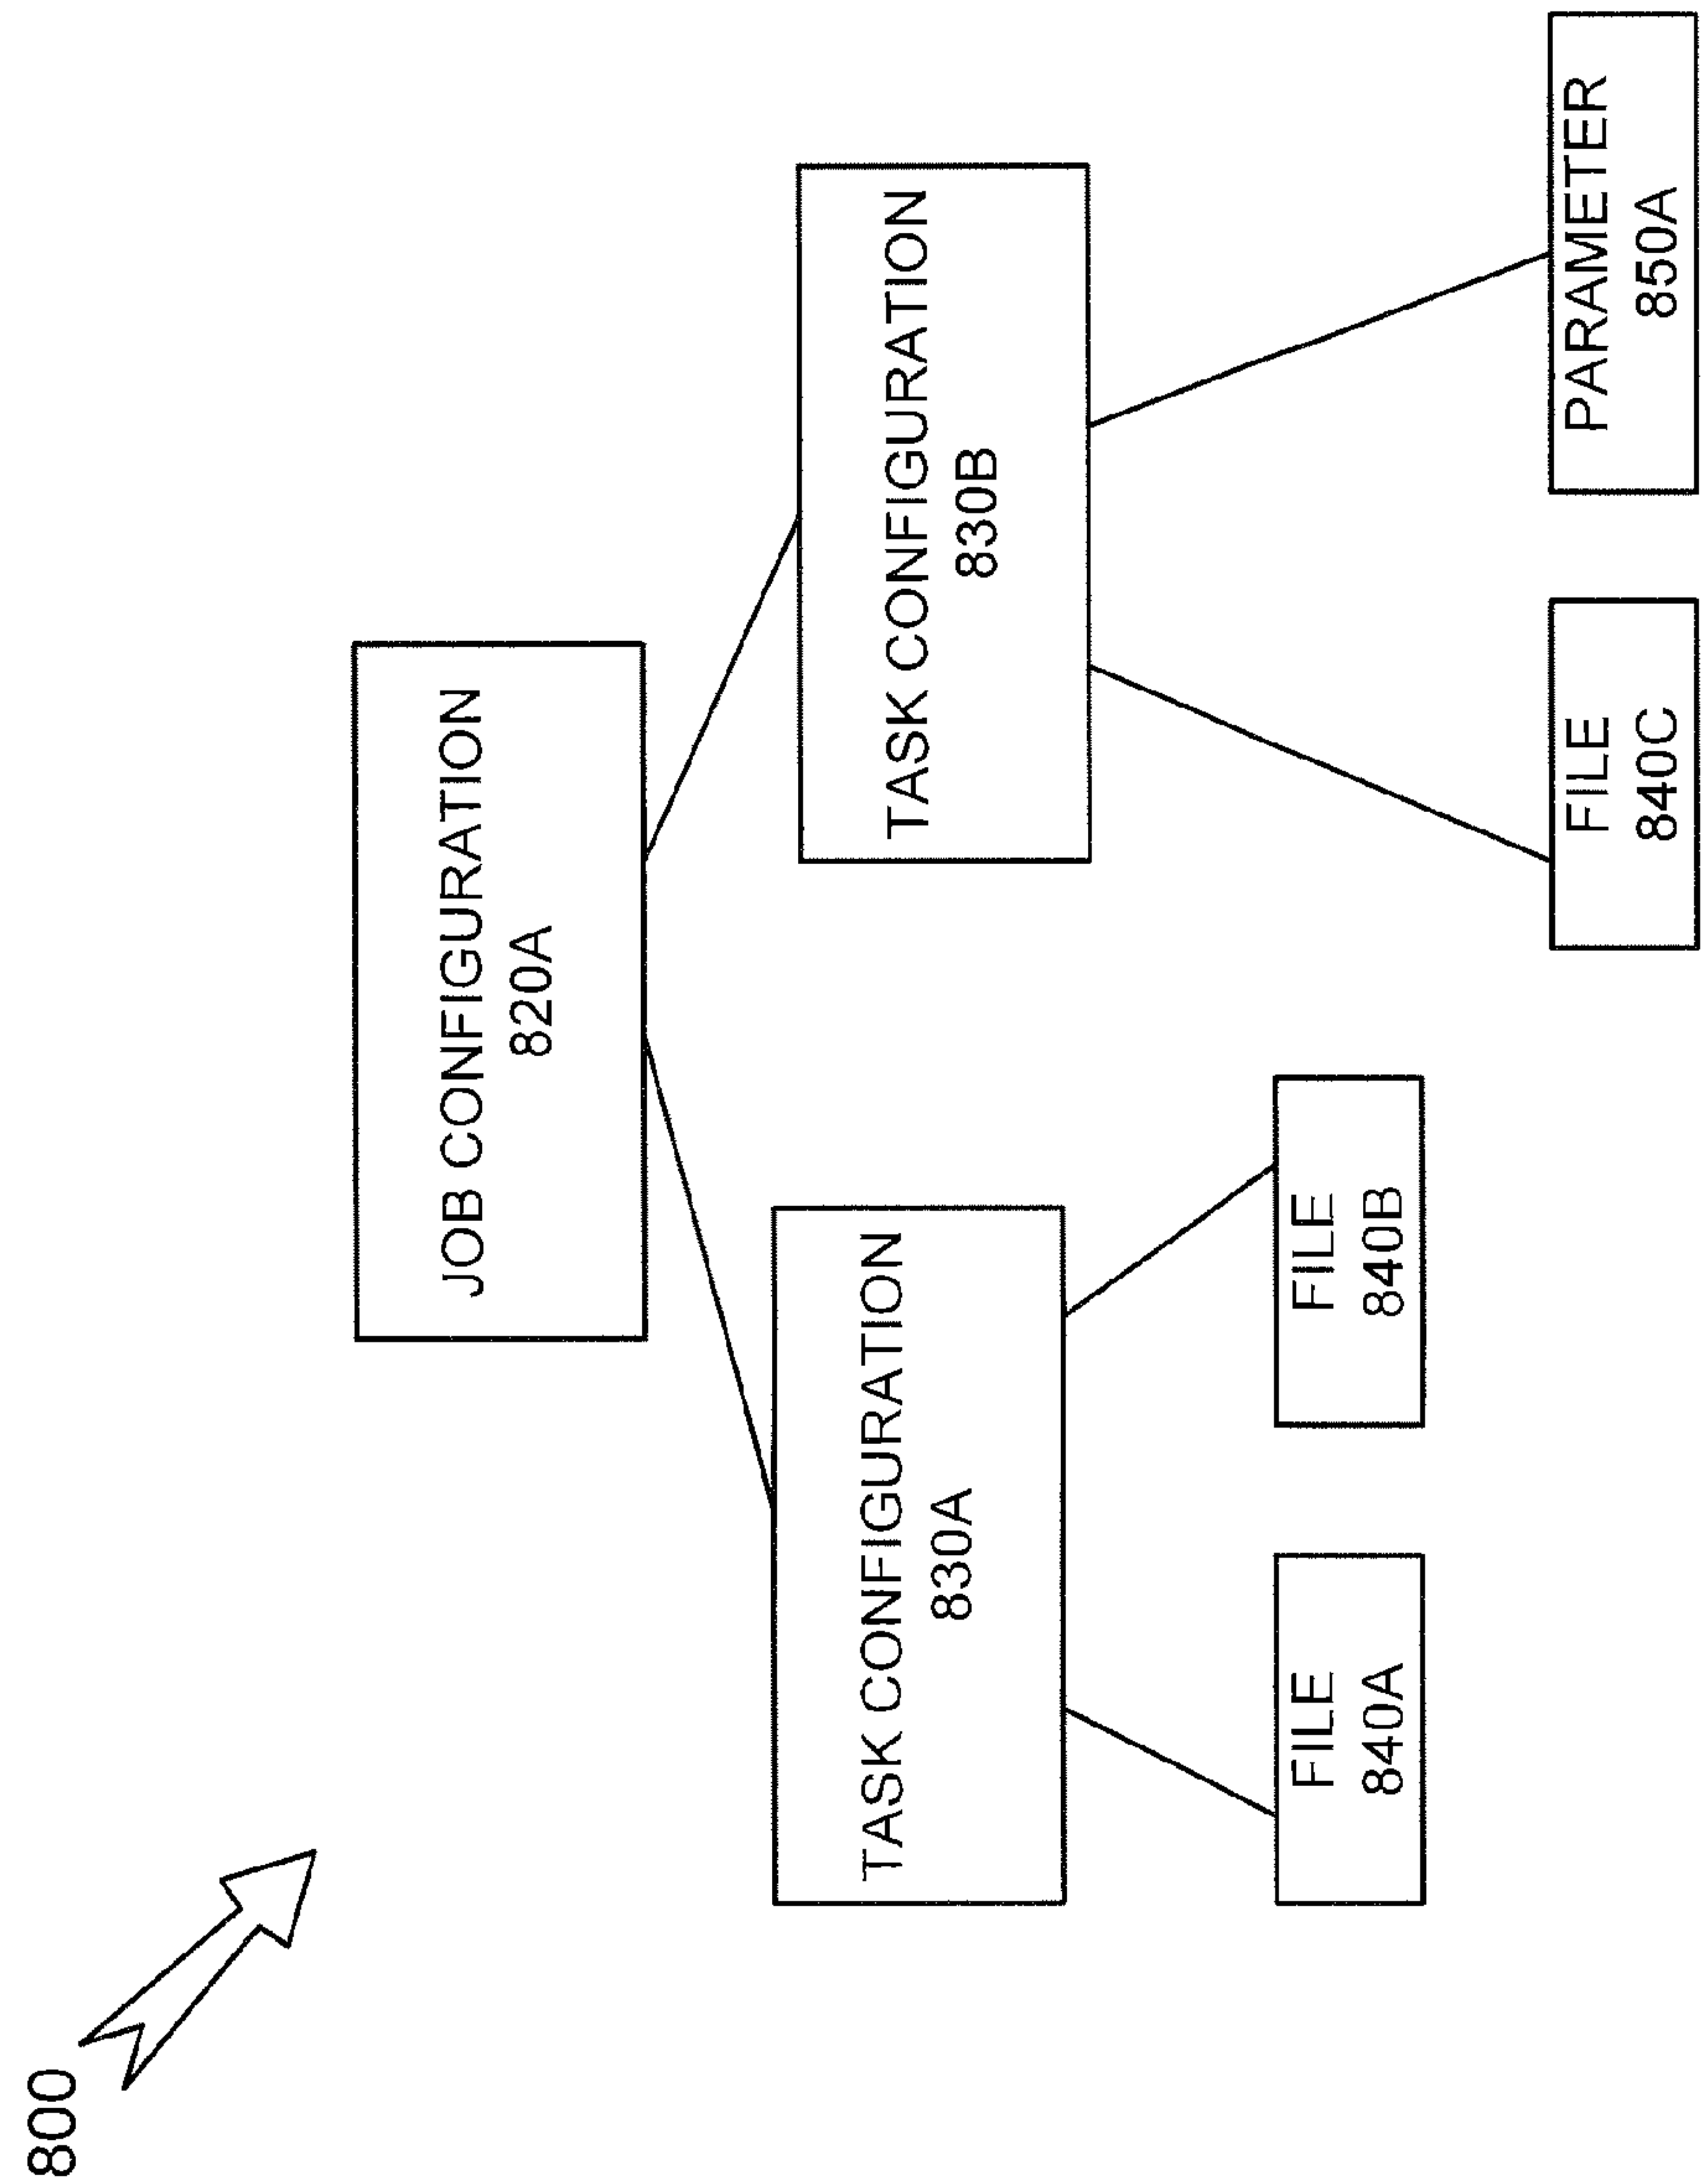 800
JOB CONFIGURATION
820A
TASK CONFIGURATION
830A
TASK CONFIGURATION
830B
FILE
840A
FILE
840B
FILE
840C
PARAMETER
850A